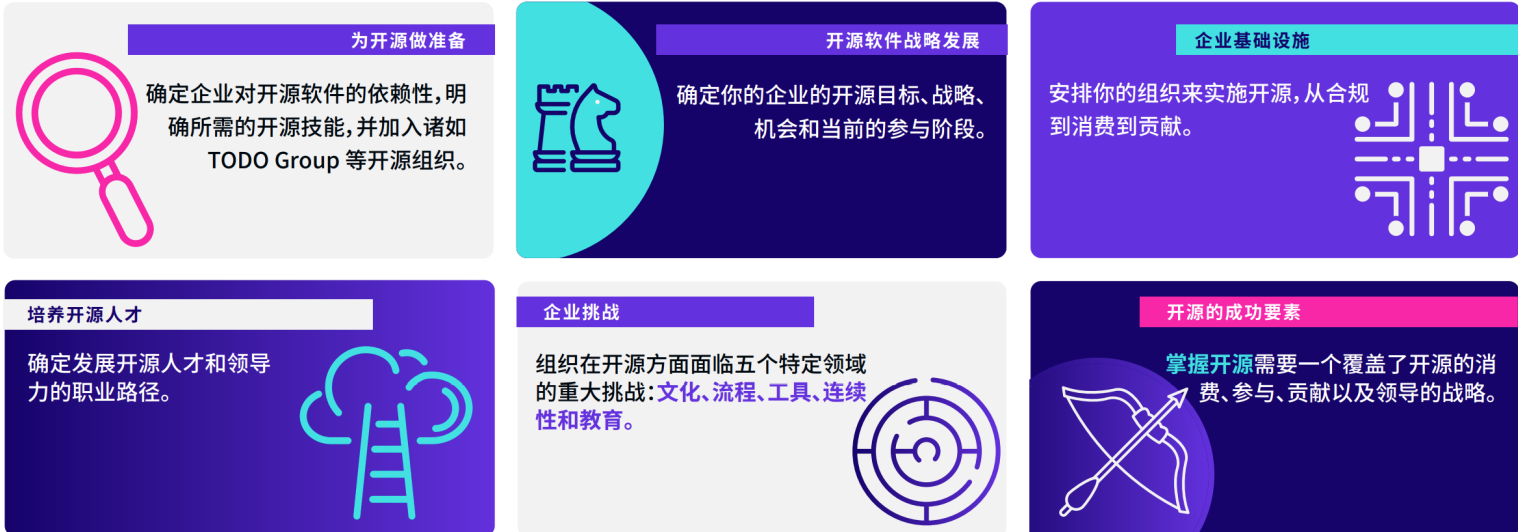 为开源做准备
确定企业对开源软件的依赖性，明
确所需的开源技能，并加入诸如
TODO Group 等开源组织。
开源软件战略发展
确定你的企业的开源目标、战略、
机会和当前的参与阶段。
企业基础设施
安排你的组织来实施开源，从合规
到消费到贡献。
培养开源人才
确定发展开源人才和领导
力的职业路径。
企业挑战
组织在开源方面面临五个特定领域
的重大挑战：文化、流程、工具、连续
性和教育。
开源的成功要素
掌握开源需要一个覆盖了开源的消
费、参与、贡献以及领导的战略。